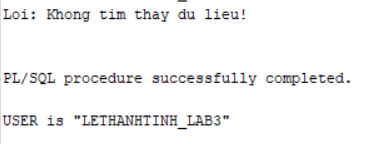 Loi: Khong tim thay du lieu!
PL/SQL procedure successfully completed.
USER is "LETHANHTINH_LAB3"